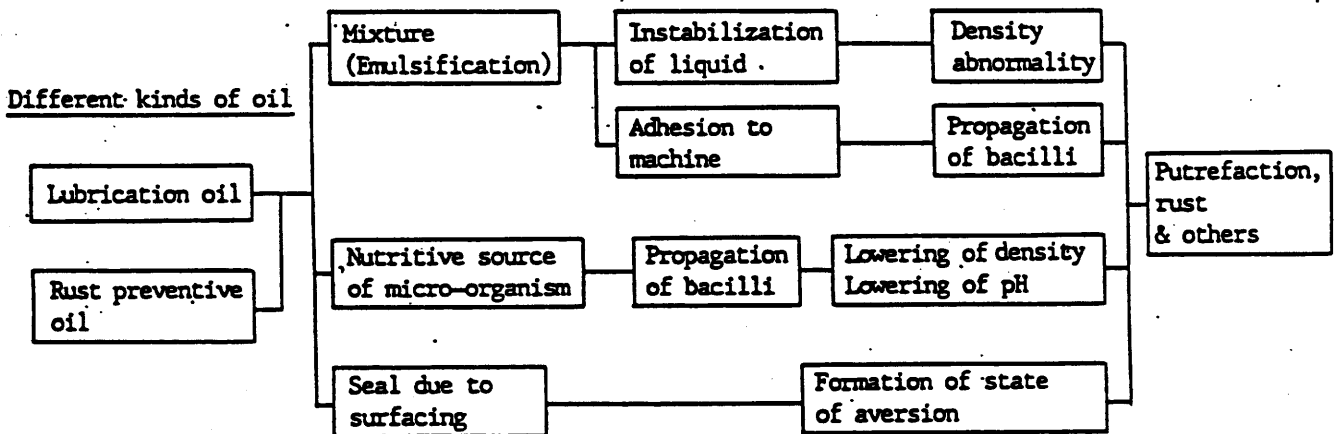 Different kinds of oil
Lubrication oil
Rust preventive
oil
Mixture
(Emulsification)
Instabilization
of liquid
Density
abnormality
Adhesion to
machine
Propagation
of bacilli
Nutritive source
of micro-organism
Propagation
of bacilli
Lowering of density
Lowering of pH
Seal due to
surfacing
Formation of state
of aversion
Putrefaction,
rust
& others